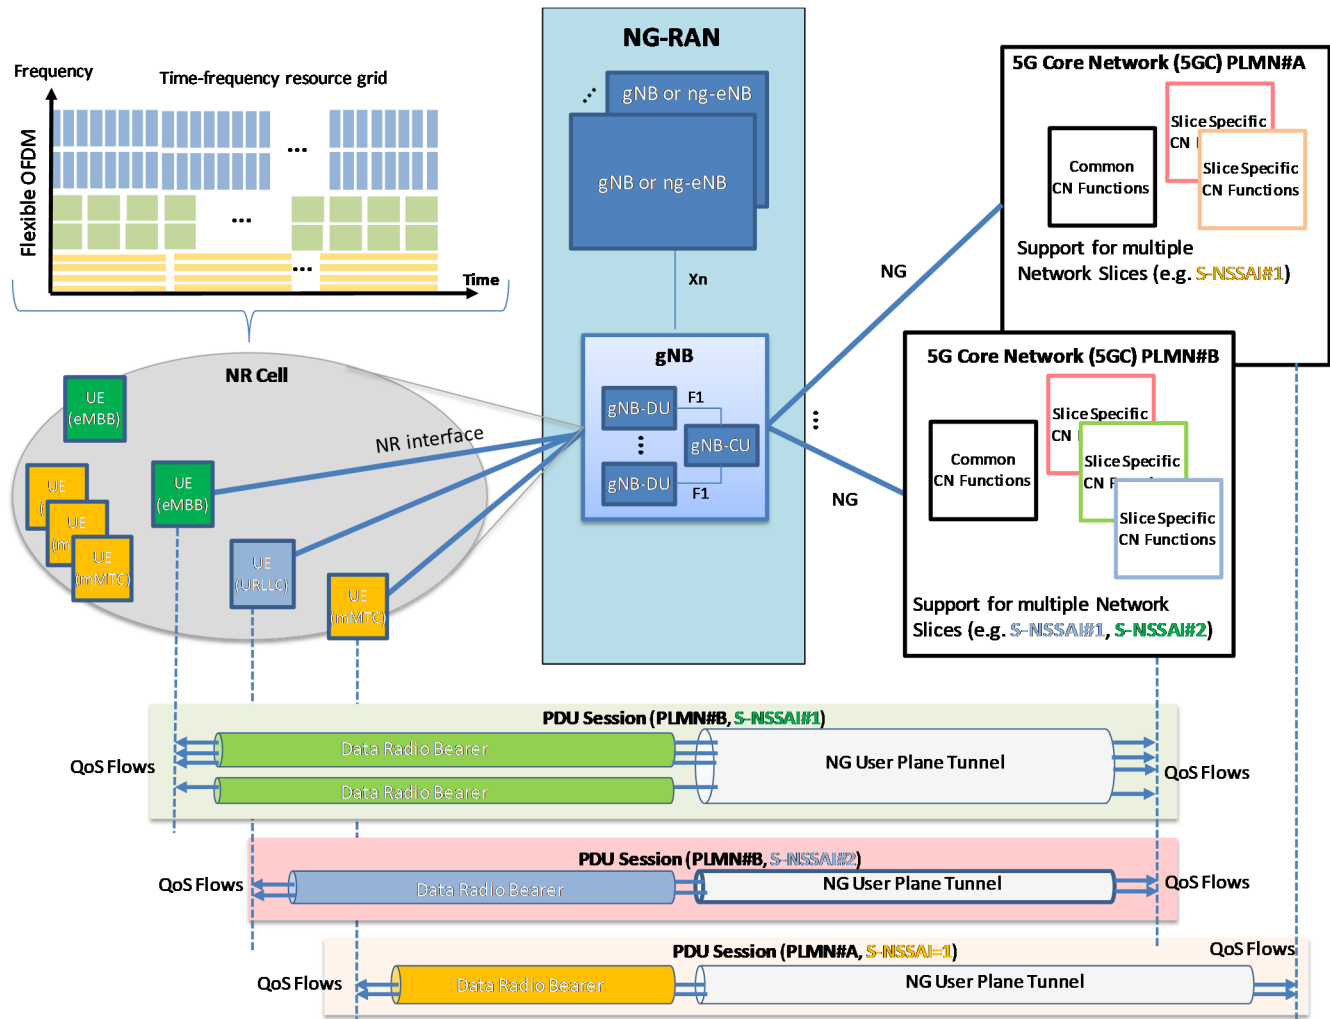 NG-RAN
Frequency
Time-frequency resource grid
Flexible OFDM
Time
gNB or ng-eNB
gNB or ng-eNB
Xn
gNB
gNB-DU
F1
gNB-CU
gNB-DU
F1
NG
NG
5G Core Network (5GC) PLMN#A
Slice Specific
CN
Common
CN Functions
Slice Specific
CN Functions
Support for multiple
Network Slices (e.g. S-NSSAI#1)
5G Core Network (5GC) PLMN#B
Slice Specific
CN
Common
CN Functions
Slice Specific
CN Functions
Slice Specific
CN Functions
Support for multiple Network
Slices (e.g. S-NSSAI#1, S-NSSAI#2)
NR Cell
NR interface
UE
(eMBB)
UE
(eMBB)
UE
UE
UE
(mMTC)
UE
(URLLC)
UE
(mMTC)
PDU Session (PLMN#B, S-NSSAI#1)
Data Radio Bearer
QoS Flows
NG User Plane Tunnel
QoS Flows
Data Radio Bearer
PDU Session (PLMN#B, S-NSSAI#2)
QoS Flows
Data Radio Bearer
NG User Plane Tunnel
QoS Flows
PDU Session (PLMN#A, S-NSSAI=1)
QoS Flows
QoS Flows
Data Radio Bearer
NG User Plane Tunnel